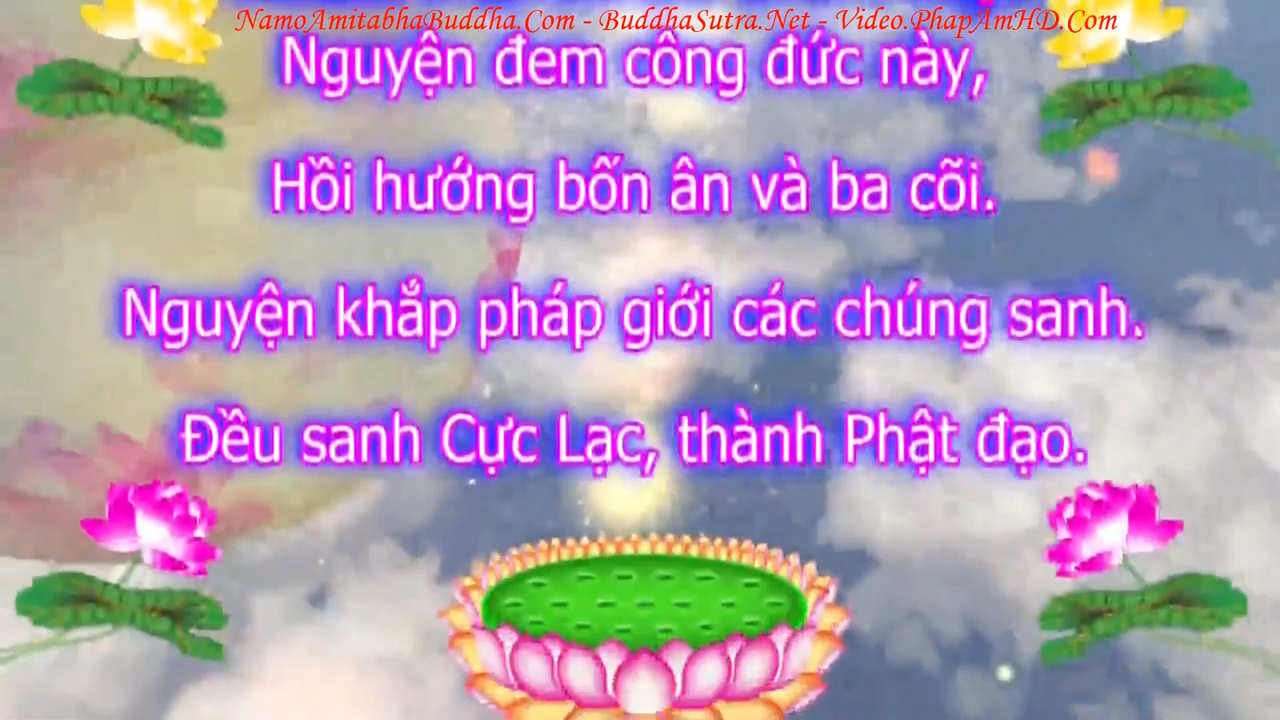 NamoAmitabhaBuddha.Com - BuddhaSutra.Net - Video.PhapAmHD.Com
Nguyện đem công đức này,
Hồi hướng bốn ân và ba cõi.
Nguyện khắp pháp giới các chúng sanh.
Đều sanh Cực Lạc, thành Phật đạo.